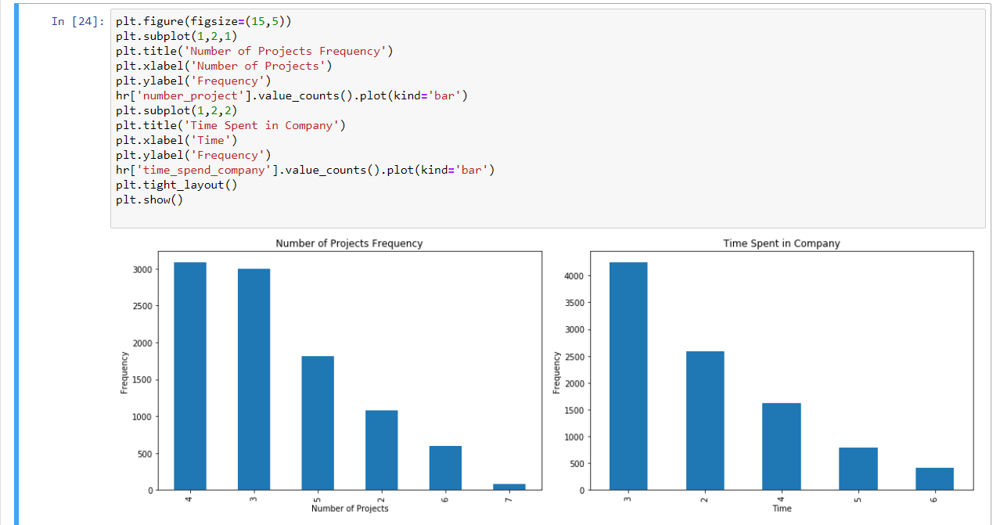 In [24]:
plt.figure(figsize=(15,5))
plt.subplot(1,2,1)
plt.title('Number of Projects Frequency')
plt.xlabel('Number of Projects')
plt.ylabel('Frequency')
hr['number_project'].value_counts().plot(kind='bar')
plt.subplot(1,2,2)
plt.title('Time Spent in Company')
plt.xlabel('Time')
plt.ylabel('Frequency')
hr['time_spend_company'].value_counts().plot(kind='bar')
plt.tight_layout()
plt.show()
Number of Projects Frequency
Frequency
3000
2500
2000
1500
1000
500
0
4 3 5 2 6 7
Number of Projects
Time Spent in Company
Frequency
4000
3500
3000
2500
2000
1500
1000
500
0
3 2 4 5 6
Time